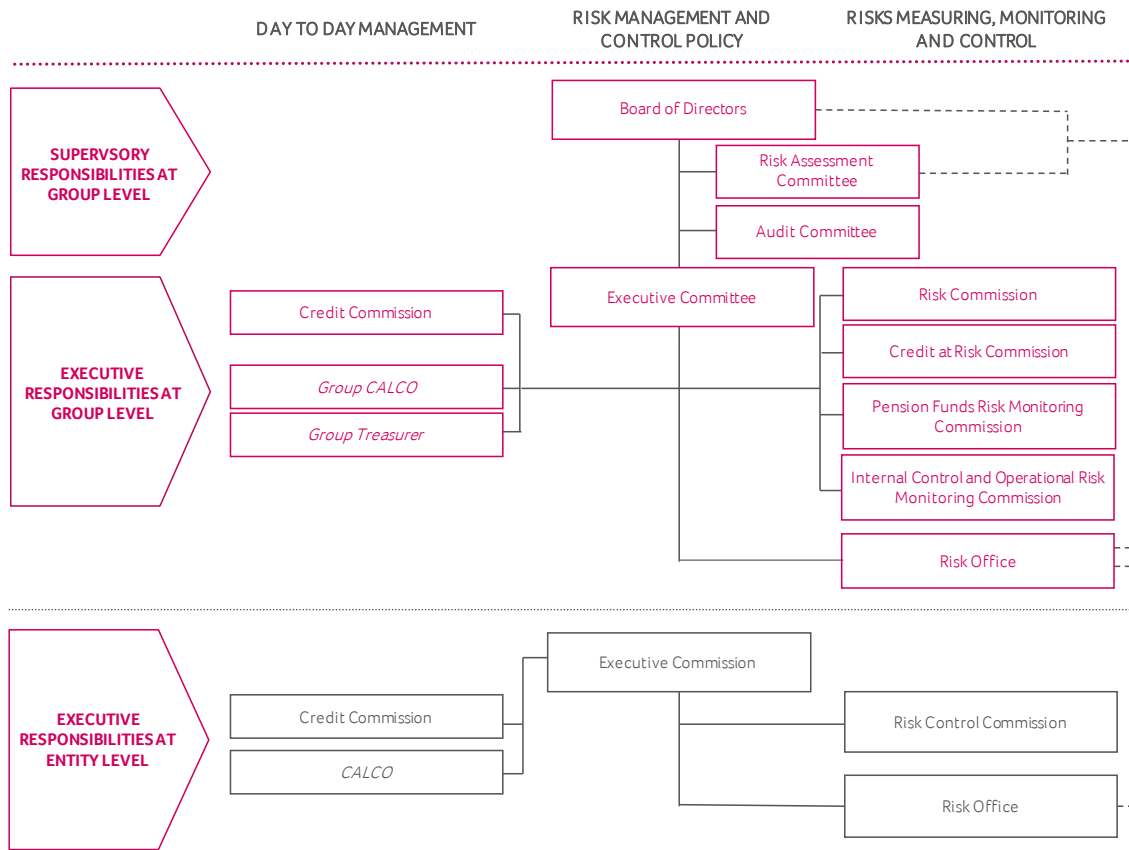 DAY TO DAY MANAGEMENT
RISK MANAGEMENT AND
CONTROL POLICY
RISKS MEASURING, MONITORING
AND CONTROL
SUPERVSORY
RESPONSIBILITIES AT
GROUP LEVEL
Board of Directors
Risk Assessment
Committee
Audit Committee
EXECUTIVE
RESPONSIBILITIES AT
GROUP LEVEL
Credit Commission
Group CALCO
Group Treasurer
Executive Committee
Risk Commission
Credit at Risk Commission
Pension Funds Risk Monitoring
Commission
Internal Control and Operational Risk
Monitoring Commission
Risk Office
EXECUTIVE
RESPONSIBILITIES AT
ENTITY LEVEL
Executive Commission
Credit Commission
CALCO
Risk Control Commission
Risk Office